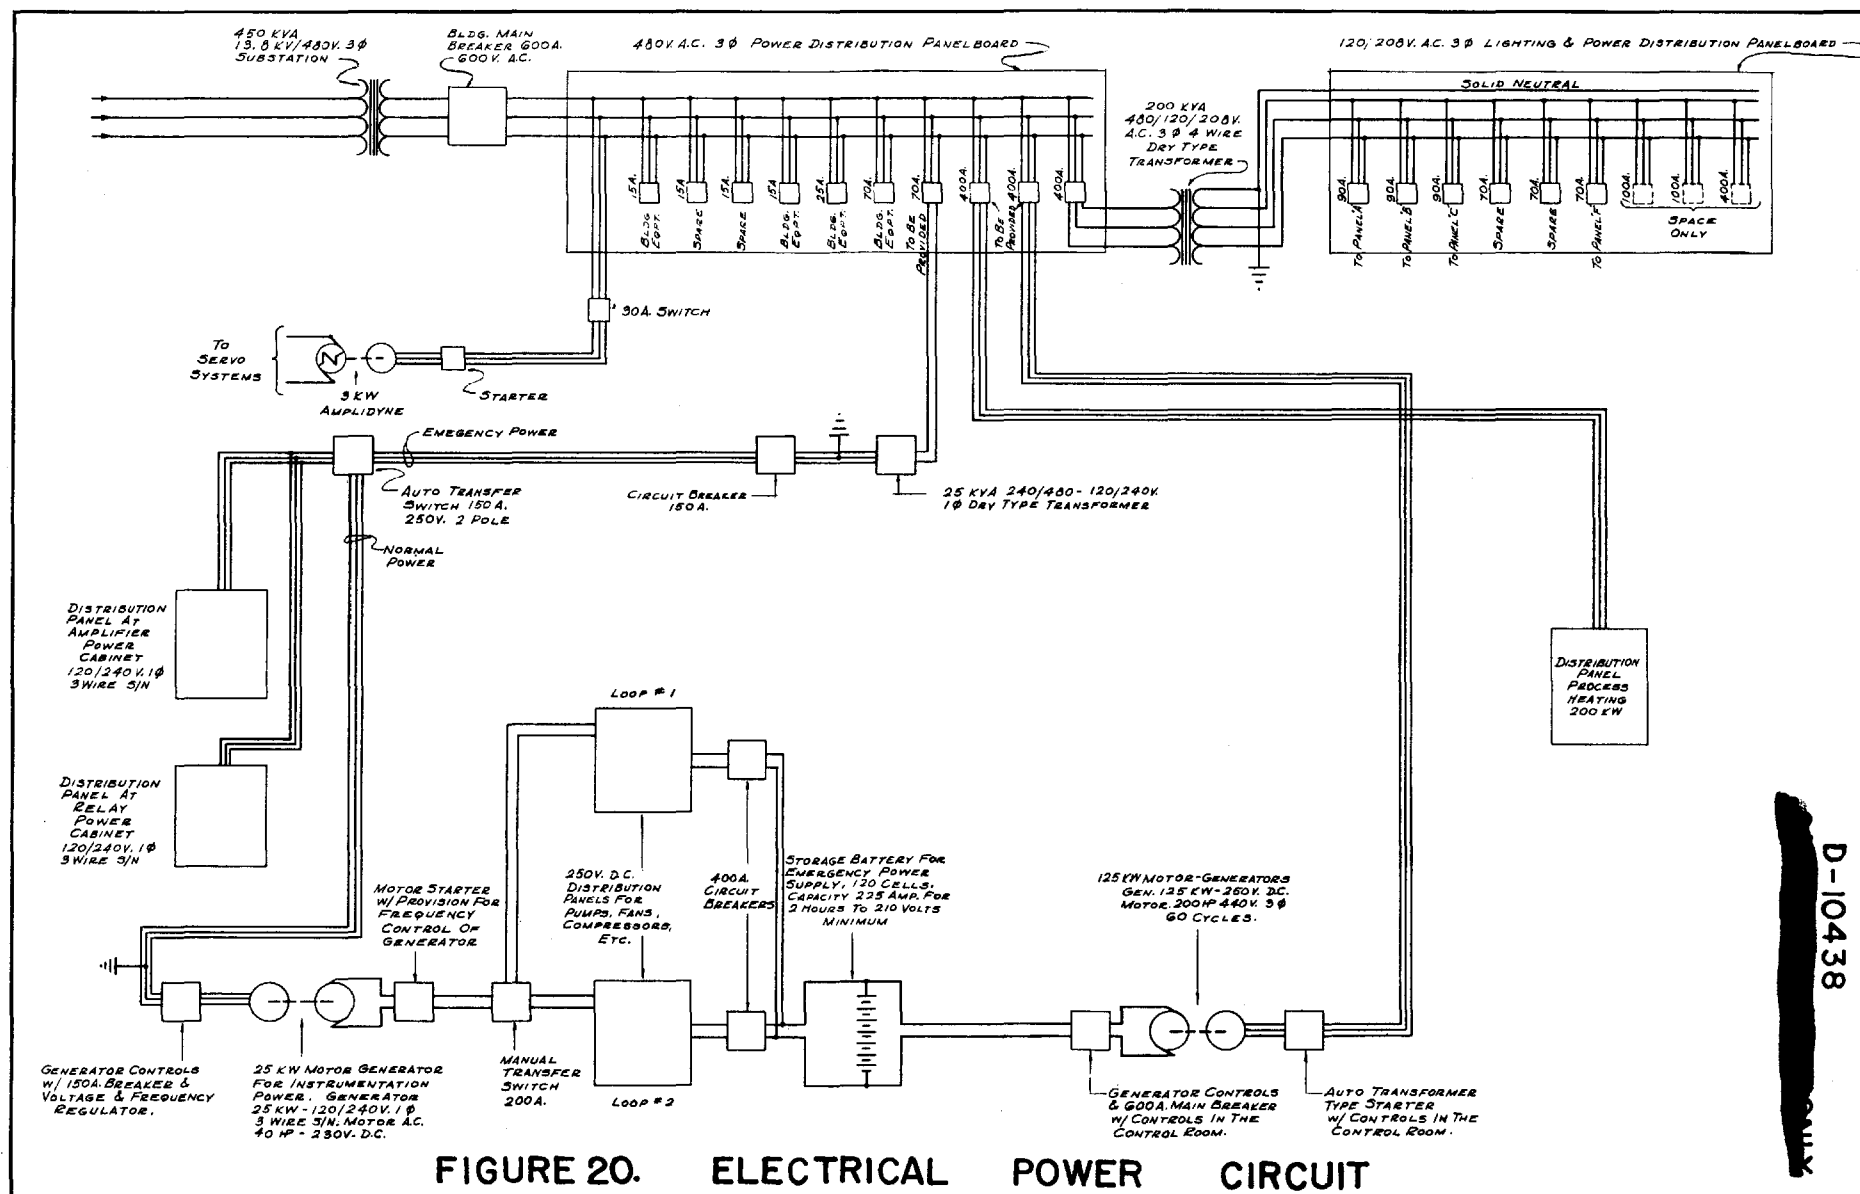 450 KVA
13.8 KV/480V. 3Ø
SUBSTATION
BLDG. MAIN
BREAKER 600A.
600V. A.C.
480V. A.C. 3Ø POWER DISTRIBUTION PANELBOARD
120/208V. A.C. 3Ø LIGHTING & POWER DISTRIBUTION PANELBOARD
SOLID NEUTRAL
200 KVA
480/120/208V.
A.C. 3Ø 4 WIRE
DRY TYPE
TRANSFORMER
15A.
BLDG.
EQPT.
15A
SPARE
15A.
SPARE
15A
BLDG.
EQPT.
25A.
BLDG.
EQPT.
70A.
BLDG.
EQPT.
70A.
TO BE
PROVIDED
400A.
TO BE
PROVIDED
400A.
400A.
90A.
TO PANEL'A'
90A.
TO PANEL'B'
90A.
TO PANEL'C'
70A.
SPARE
70A.
SPARE
70A.
TO PANEL'F'
100A.
100A.
400A.
SPACE
ONLY
30A. SWITCH
TO
SERVO
SYSTEMS
3 KW
AMPLIDYNE
STARTER
EMEGENCY POWER
AUTO TRANSFER
SWITCH 150 A.
250V. 2 POLE
CIRCUIT BREAKER
150 A.
25 KVA 240/480-120/240V.
1Ø DRY TYPE TRANSFORMER
NORMAL
POWER
DISTRIBUTION
PANEL AT
AMPLIFIER
POWER
CABINET
120/240 V. 1Ø
3 WIRE S/N
DISTRIBUTION
PANEL PROCESS
HEATING
200 KW
LOOP #1
DISTRIBUTION
PANEL AT
RELAY
POWER
CABINET
120/240V. 1Ø
3 WIRE S/N
MOTOR STARTER
W/ PROVISION FOR
FREQUENCY
CONTROL OF
GENERATOR
250V. D.C.
DISTRIBUTION
PANELS FOR
PUMPS, FANS,
COMPRESSORS,
ETC.
400A.
CIRCUIT
BREAKERS
STORAGE BATTERY FOR
EMERGENCY POWER
SUPPLY, 120 CELLS.
CAPACITY 225 AMP. FOR
2 HOURS TO 210 VOLTS
MINIMUM
125 KW MOTOR-GENERATORS
GEN. 125 KW-250V. D.C.
MOTOR. 200 HP 440V. 3Ø
60 CYCLES.
D-10438
GENERATOR CONTROLS
W/ 150A. BREAKER &
VOLTAGE & FREQUENCY
REGULATOR.
25 KW MOTOR GENERATOR
FOR INSTRUMENTATION
POWER. GENERATOR
25 KW-120/240V. 1Ø
3 WIRE S/N. MOTOR A.C.
40 HP - 230V. D.C.
MANUAL
TRANSFER
SWITCH
200A.
LOOP #2
GENERATOR CONTROLS
& 600A. MAIN BREAKER
W/ CONTROLS IN THE
CONTROL ROOM.
AUTO TRANSFORMER
TYPE STARTER
W/ CONTROLS IN THE
CONTROL ROOM.
FIGURE 20. ELECTRICAL POWER CIRCUIT